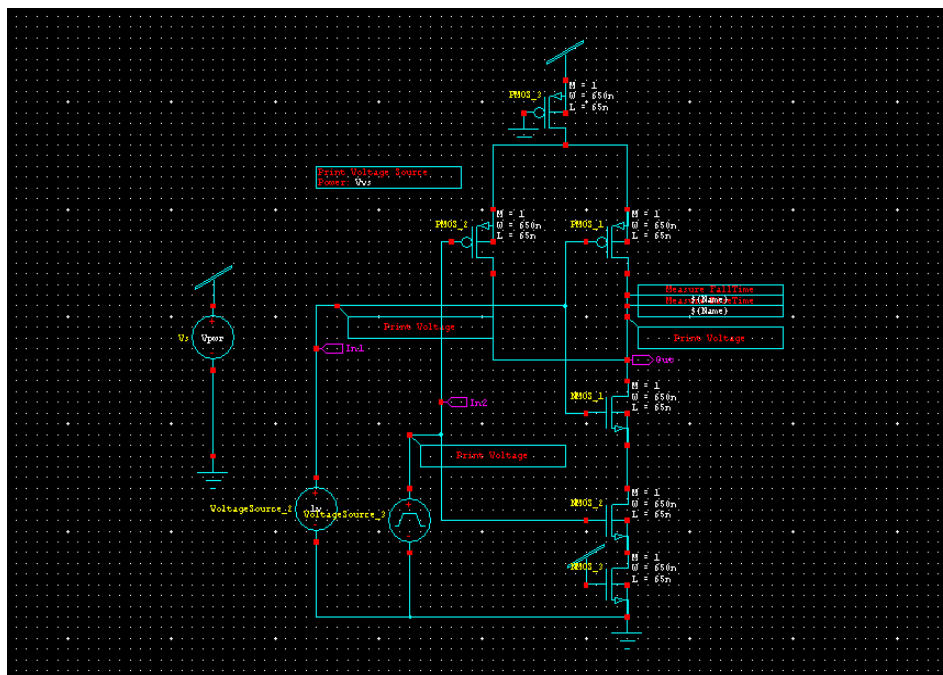 PMOS_3
M = 1
W = 650n
L = 65n
Print Voltage Source
Power: Vvs
PMOS_2
M = 1
W = 650n
L = 65n
PMOS_1
M = 1
W = 650n
L = 65n
Measure FallTime
${Name}
${Name}
Print Voltage
Print Voltage
Vs
Vpwr
In1
Out
NMOS_1
M = 1
W = 650n
L = 65n
In2
Print Voltage
VoltageSource_2
1v
VoltageSource_3
NMOS_2
M = 1
W = 650n
L = 65n
NMOS_3
M = 1
W = 650n
L = 65n